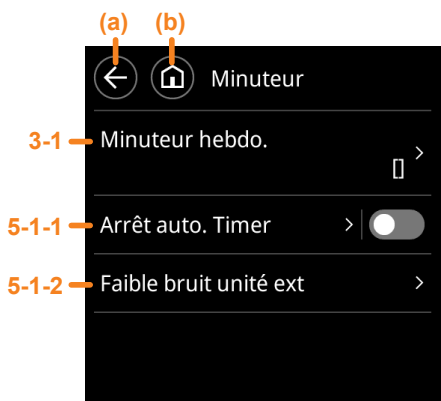 (a) (b)
Minuteur
3-1 Minuteur hebdo.
[]
5-1-1 Arrêt auto. Timer
5-1-2 Faible bruit unité ext